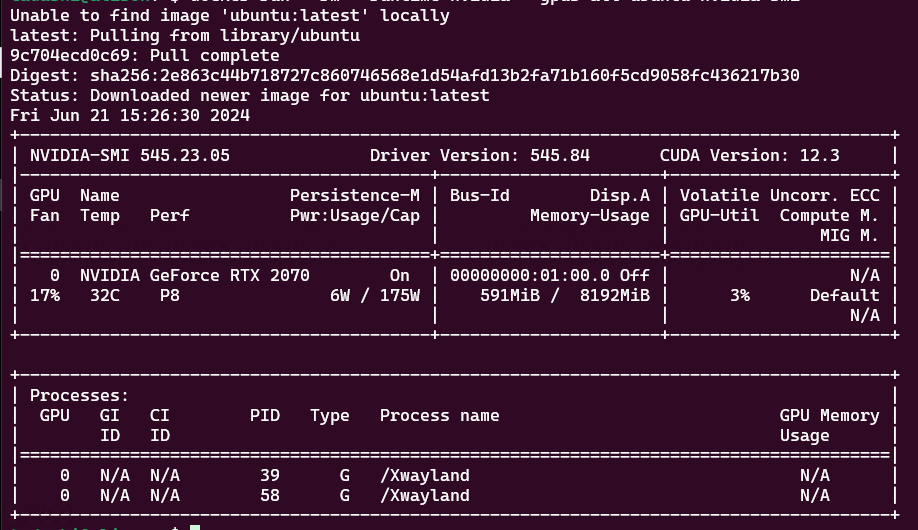 Unable to find image 'ubuntu:latest' locally
latest: Pulling from library/ubuntu
9c704ecd0c69: Pull complete
Digest: sha256:2e863c44b718727c860746568e1d54afd13b2fa71b160f5cd9058fc436217b30
Status: Downloaded newer image for ubuntu:latest
Fri Jun 21 15:26:30 2024
+---------------------------------------------------------------------------------------+
| NVIDIA-SMI 545.23.05              Driver Version: 545.84       CUDA Version: 12.3     |
|-----------------------------------------+----------------------+----------------------+
| GPU  Name                 Persistence-M | Bus-Id        Disp.A | Volatile Uncorr. ECC |
| Fan  Temp   Perf          Pwr:Usage/Cap |         Memory-Usage | GPU-Util  Compute M. |
|                                         |                      |               MIG M. |
|=========================================+======================+======================|
|   0  NVIDIA GeForce RTX 2070        On  | 00000000:01:00.0 Off |                  N/A |
| 17%   32C    P8               6W / 175W |    591MiB /  8192MiB |      3%      Default |
|                                         |                      |                  N/A |
+-----------------------------------------+----------------------+----------------------+
+---------------------------------------------------------------------------------------+
| Processes:                                                                            |
|  GPU   GI   CI        PID   Type   Process name                            GPU Memory |
|        ID   ID                                                             Usage      |
|=======================================================================================|
|    0   N/A  N/A        39      G   /Xwayland                                 N/A      |
|    0   N/A  N/A        58      G   /Xwayland                                 N/A      |
+---------------------------------------------------------------------------------------+